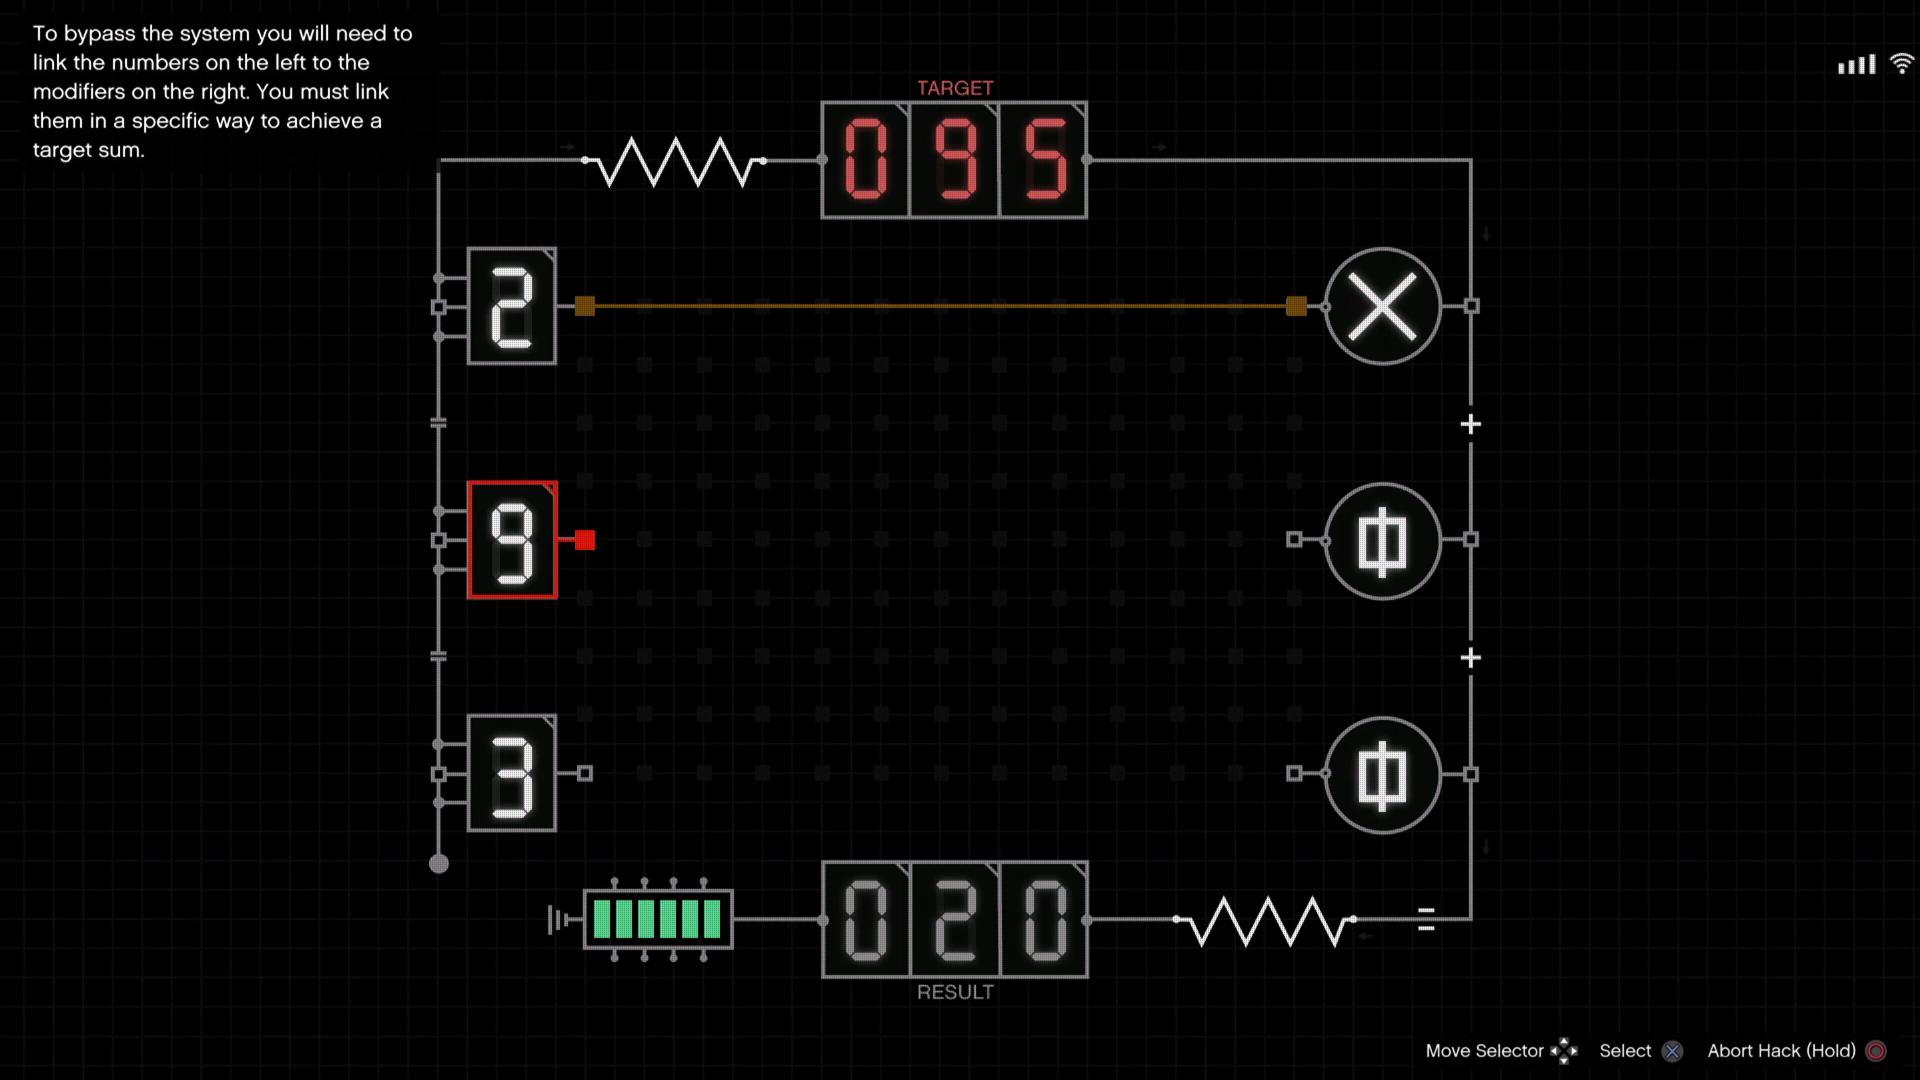 To bypass the system you will need to
link the numbers on the left to the
modifiers on the right. You must link
them in a specific way to achieve a
target sum.
TARGET
095
2
9
+
3
+
020
=
RESULT
Move Selector
Select
Abort Hack (Hold)